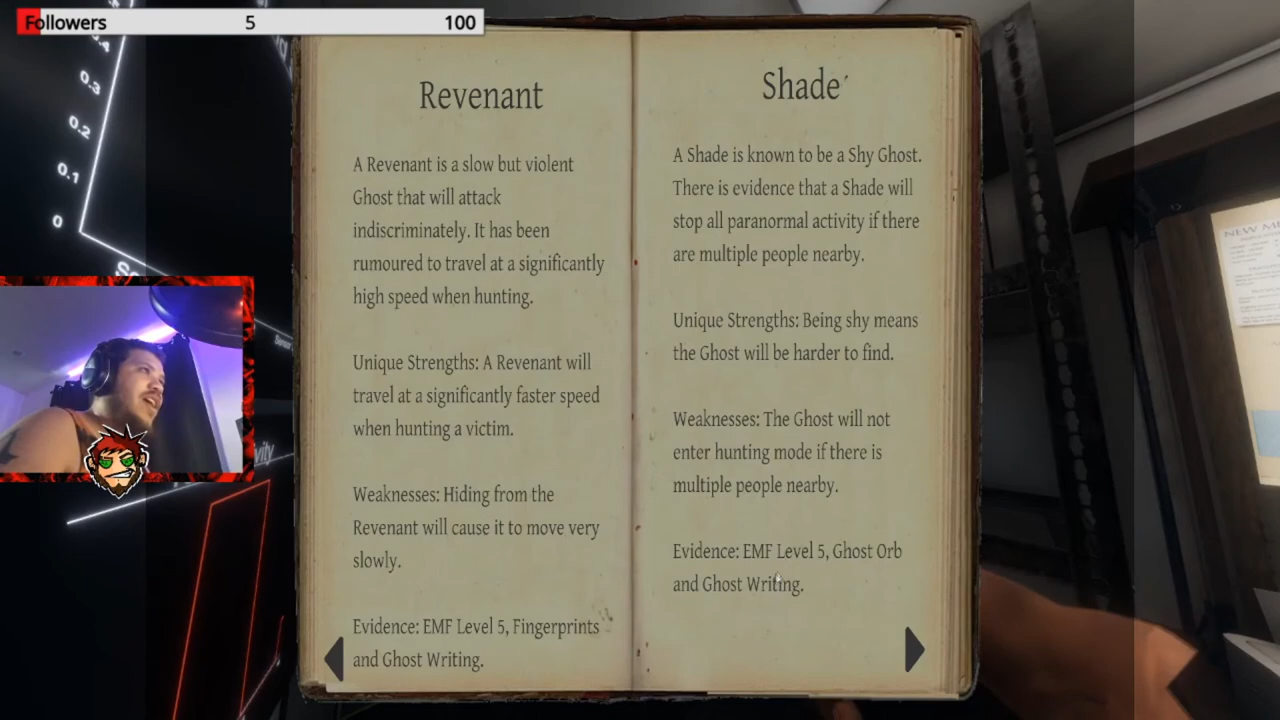 Followers 5 100
0.4
0.3
0.2
0.1
0
Revenant
A Revenant is a slow but violent
Ghost that will attack
indiscriminately. It has been
rumoured to travel at a significantly
high speed when hunting.
Unique Strengths: A Revenant will
travel at a significantly faster speed
when hunting a victim.
Weaknesses: Hiding from the
Revenant will cause it to move very
slowly.
Evidence: EMF Level 5, Fingerprints
and Ghost Writing.
Shade
A Shade is known to be a Shy Ghost.
There is evidence that a Shade will
stop all paranormal activity if there
are multiple people nearby.
Unique Strengths: Being shy means
the Ghost will be harder to find.
Weaknesses: The Ghost will not
enter hunting mode if there is
multiple people nearby.
Evidence: EMF Level 5, Ghost Orb
and Ghost Writing.